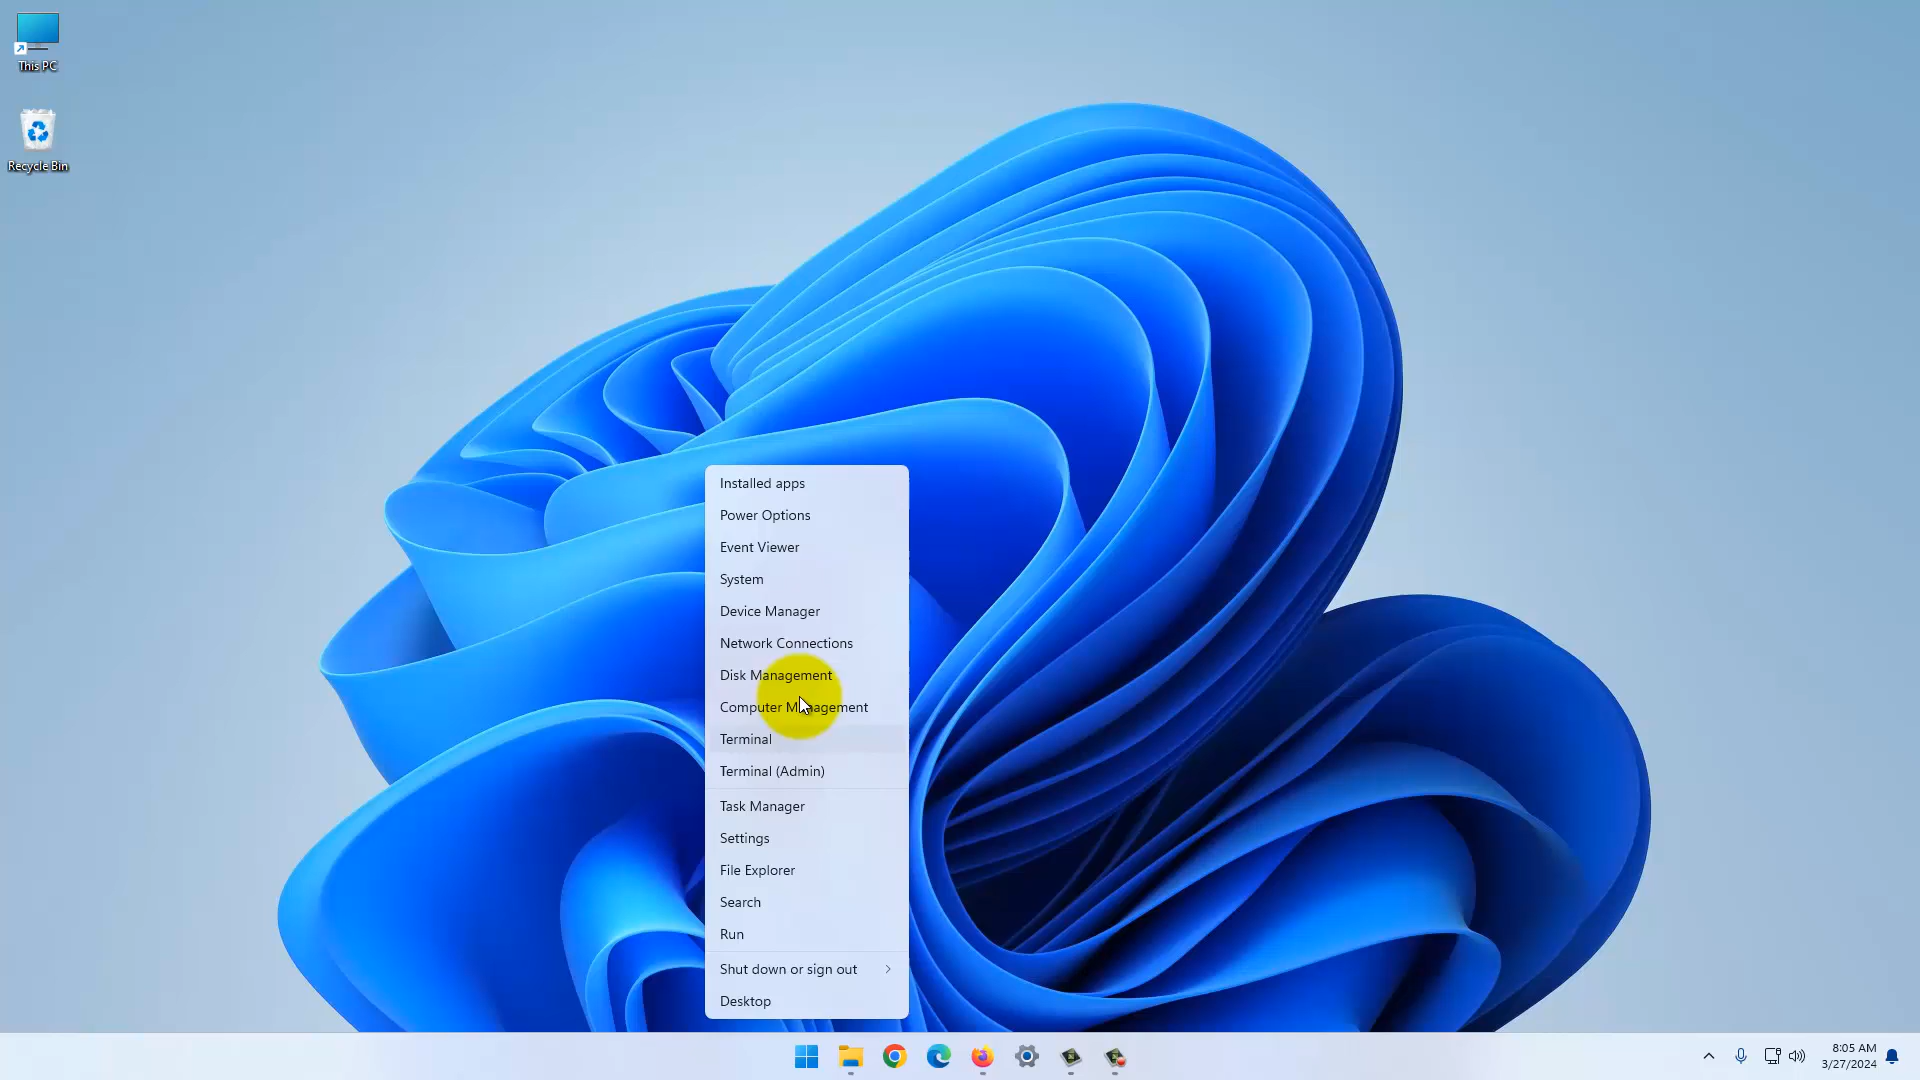 This PC
Recycle Bin
Installed apps
Power Options
Event Viewer
System
Device Manager
Network Connections
Disk Management
Computer Management
Terminal
Terminal (Admin)
Task Manager
Settings
File Explorer
Search
Run
Shut down or sign out
Desktop
8:05 AM
3/27/2024